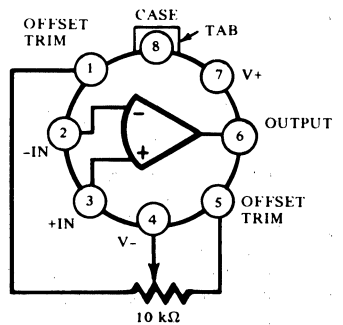 CASE
OFFSET
TRIM
TAB
8
1
7
V+
2
−
6
OUTPUT
−IN
+
3
5
OFFSET
TRIM
+IN
4
V−
10 kΩ